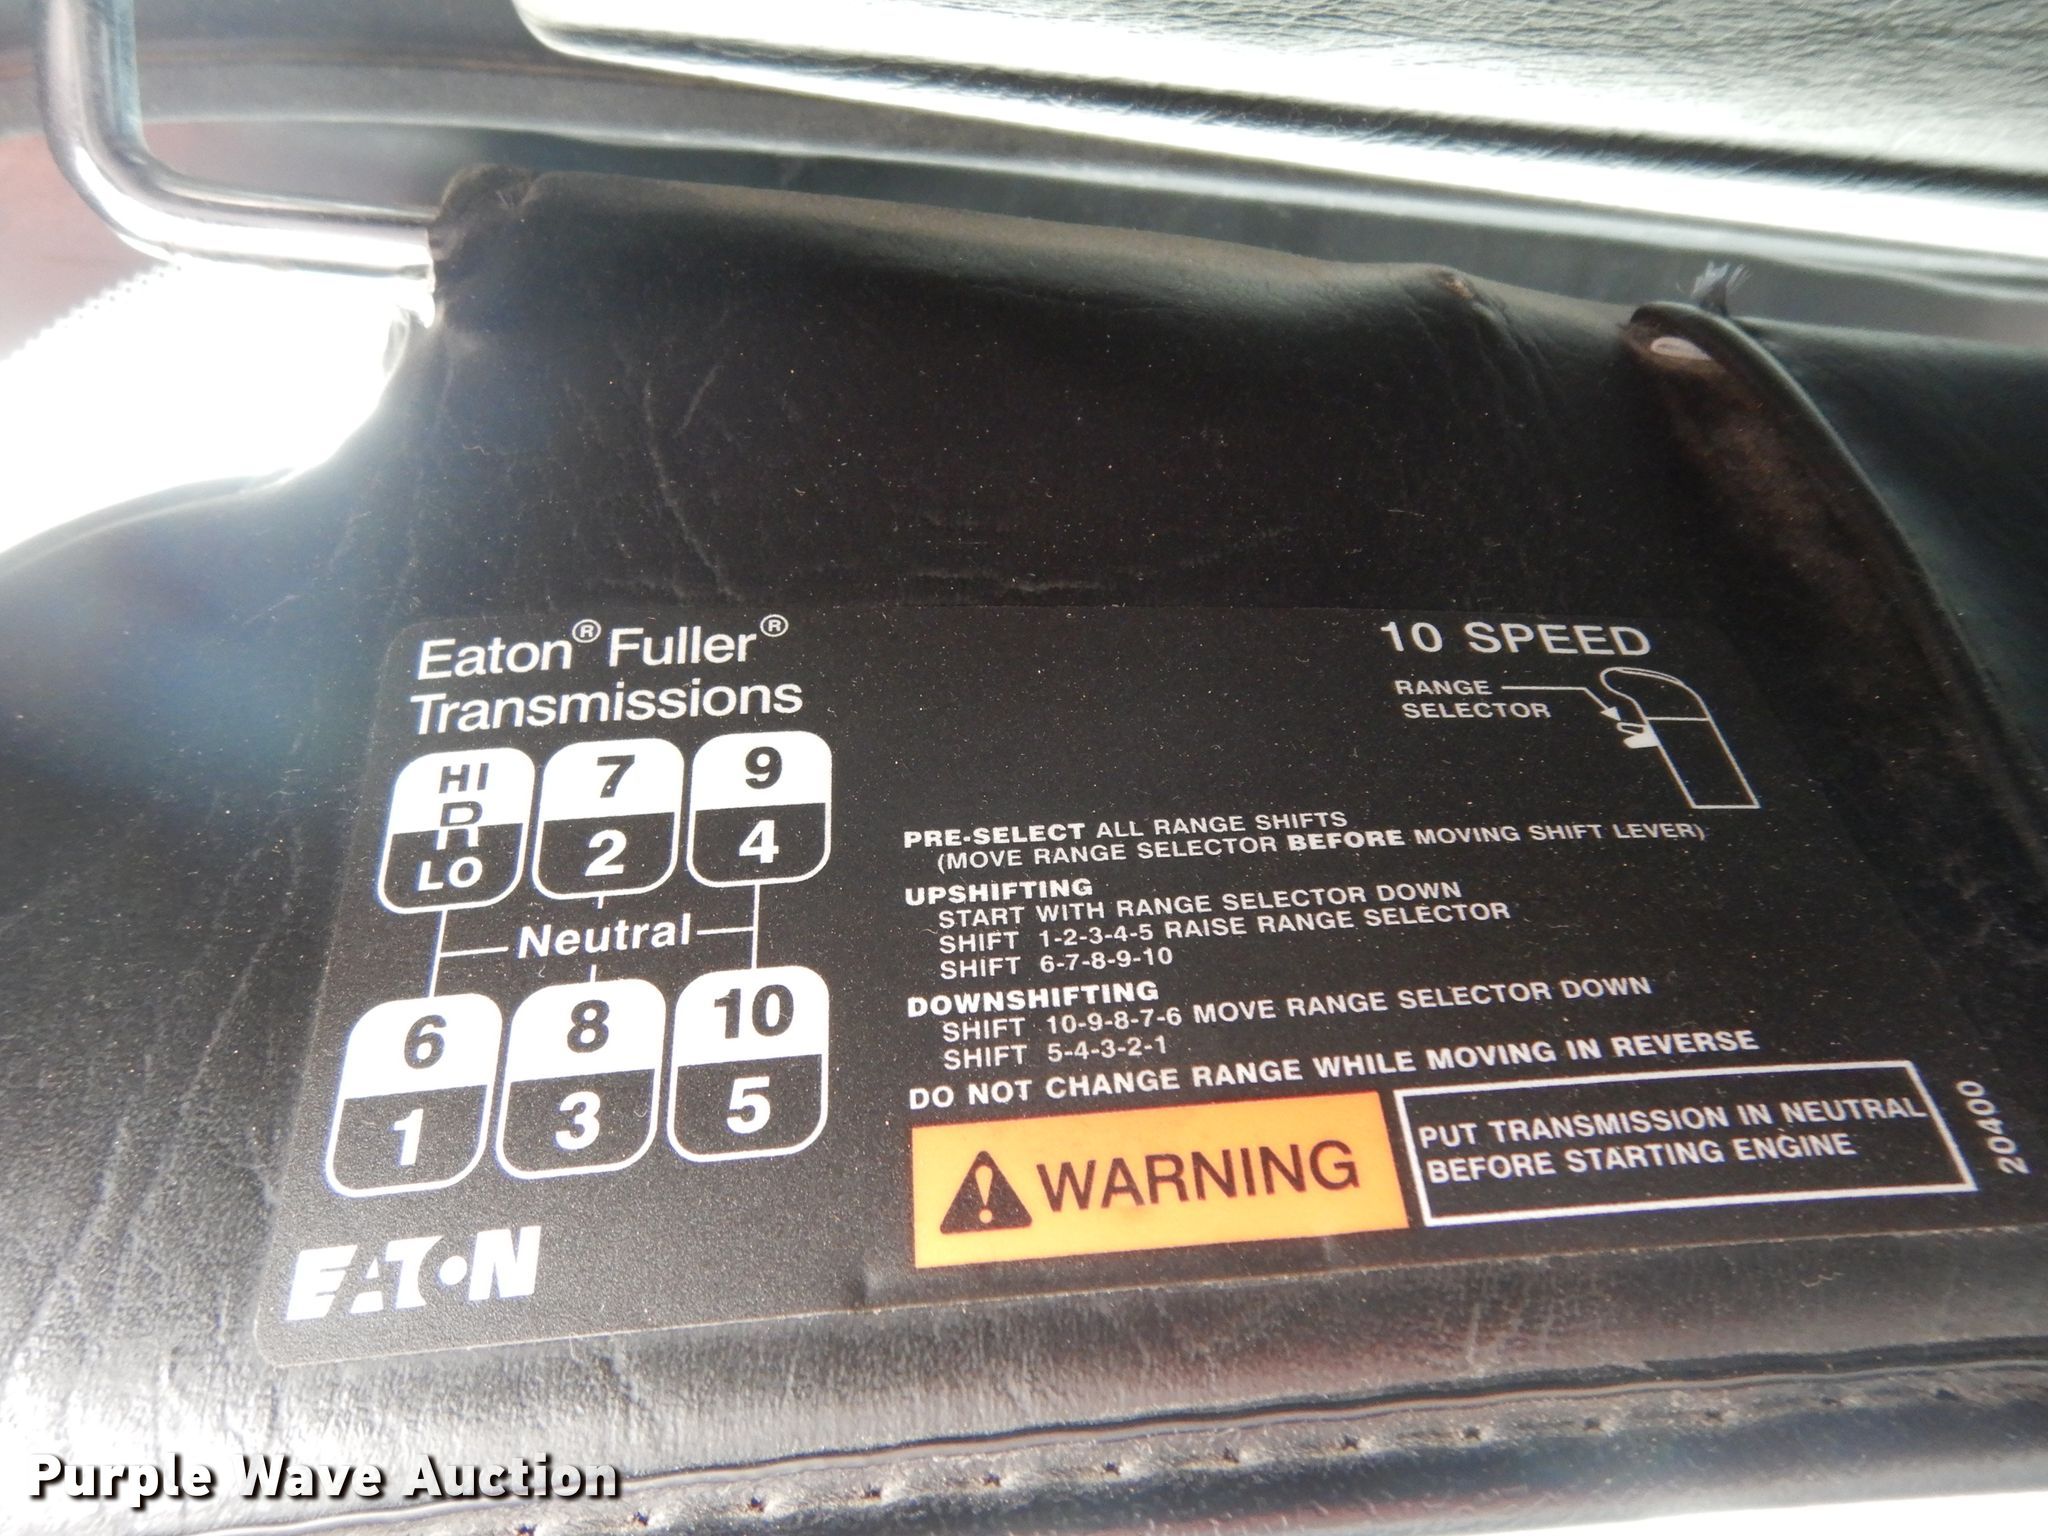 Eaton® Fuller®
Transmissions
HI
R
LO
7
2
9
4
Neutral
6
1
8
3
10
5
EATON
10 SPEED
RANGE
SELECTOR
PRE-SELECT ALL RANGE SHIFTS
(MOVE RANGE SELECTOR BEFORE MOVING SHIFT LEVER)
UPSHIFTING
START WITH RANGE SELECTOR DOWN
SHIFT 1-2-3-4-5 RAISE RANGE SELECTOR
SHIFT 6-7-8-9-10
DOWNSHIFTING
SHIFT 10-9-8-7-6 MOVE RANGE SELECTOR DOWN
SHIFT 5-4-3-2-1
DO NOT CHANGE RANGE WHILE MOVING IN REVERSE
WARNING
PUT TRANSMISSION IN NEUTRAL
BEFORE STARTING ENGINE
20400
Purple Wave Auction